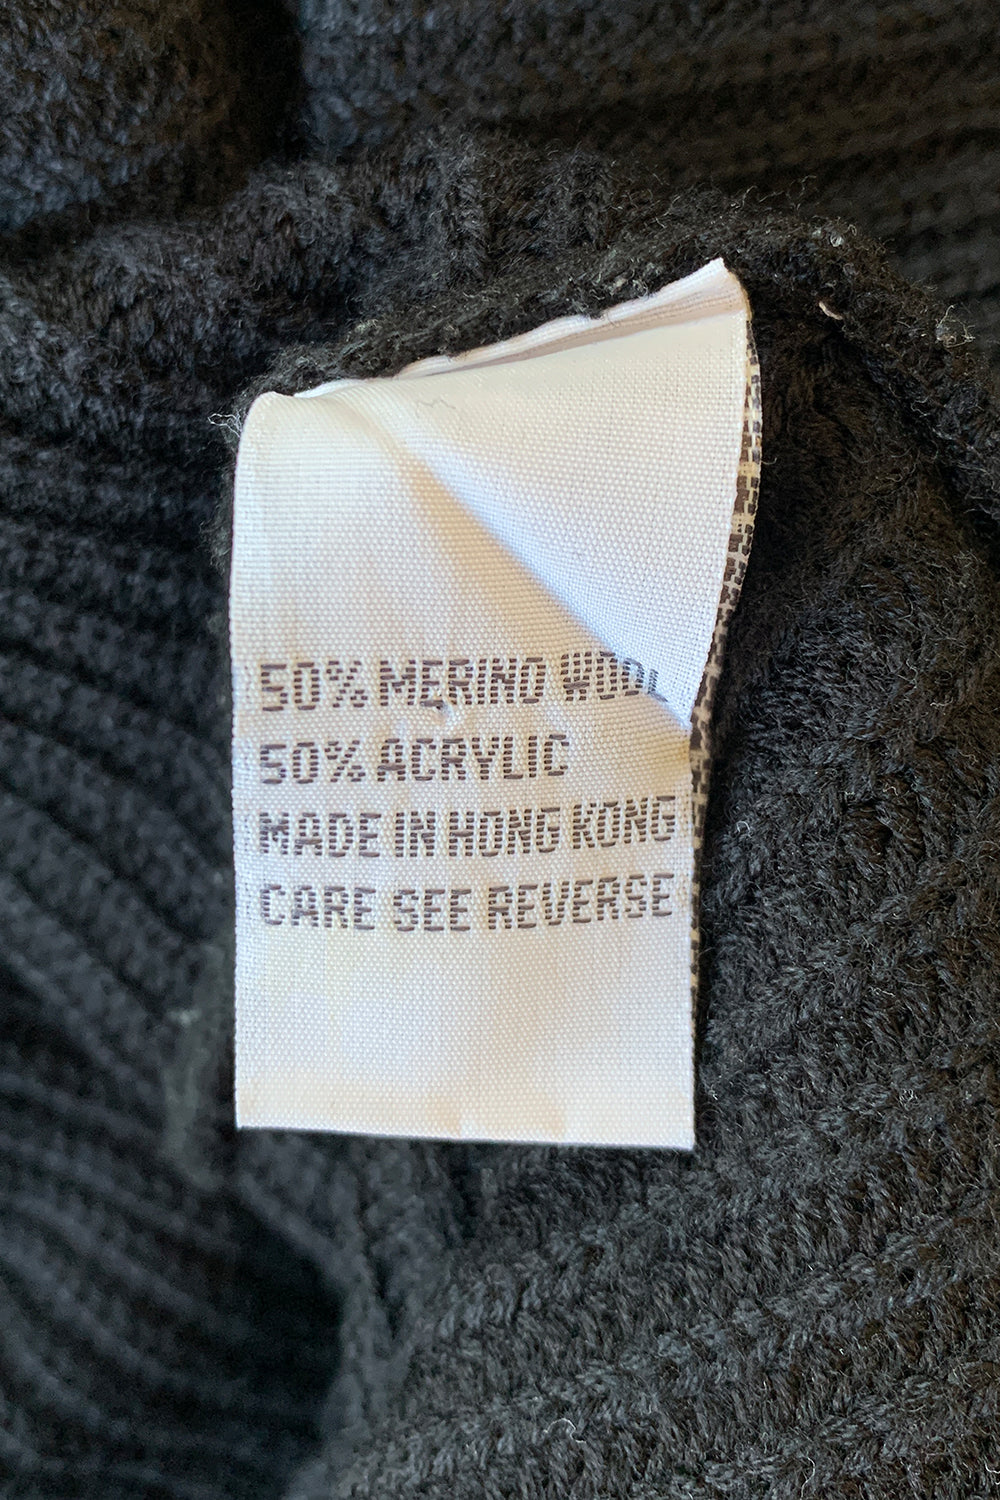 50% MERINO WOOL
50% ACRYLIC
MADE IN HONG KONG
CARE SEE REVERSE